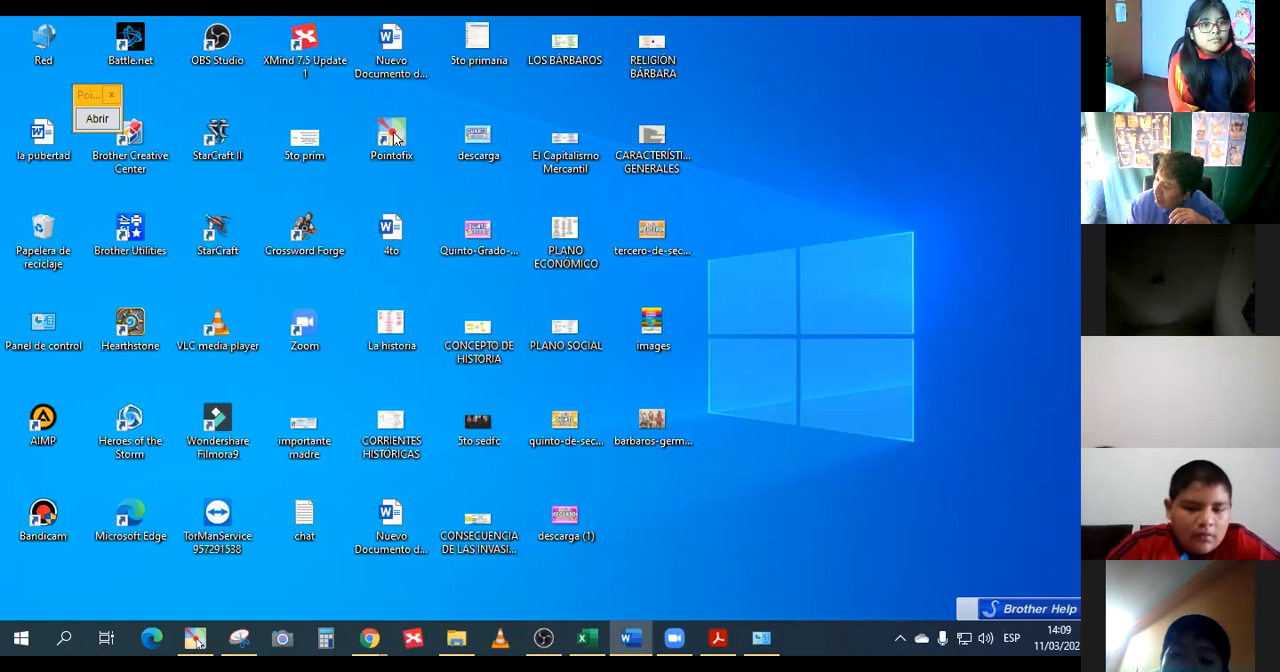 Red
Battle.net
OBS Studio
XMind 7.5 Update
1
Nuevo
Documento d...
5to primaria
LOS BÁRBAROS
RELIGIÓN
BÁRBARA
Poi...
x
Abrir
la pubertad
Brother Creative
Center
StarCraft II
5to prim
Pointofix
descarga
El Capitalismo
Mercantil
CARACTERÍSTI...
GENERALES
Papelera de
reciclaje
Brother Utilities
StarCraft
Crossword Forge
4to
Quinto-Grado-...
PLANO
ECONÓMICO
tercero-de-sec...
Panel de control
Hearthstone
VLC media player
Zoom
La historia
CONCEPTO DE
HISTORIA
PLANO SOCIAL
images
AIMP
Heroes of the
Storm
Wondershare
Filmora9
importante
madre
CORRIENTES
HISTÓRICAS
5to sedfc
quinto-de-sec...
barbaros-germ...
Bandicam
Microsoft Edge
TorManService
957291538
chat
Nuevo
Documento d...
CONSECUENCIA
DE LAS INVASI...
descarga (1)
Brother Help
ESP
14:09
11/03/202